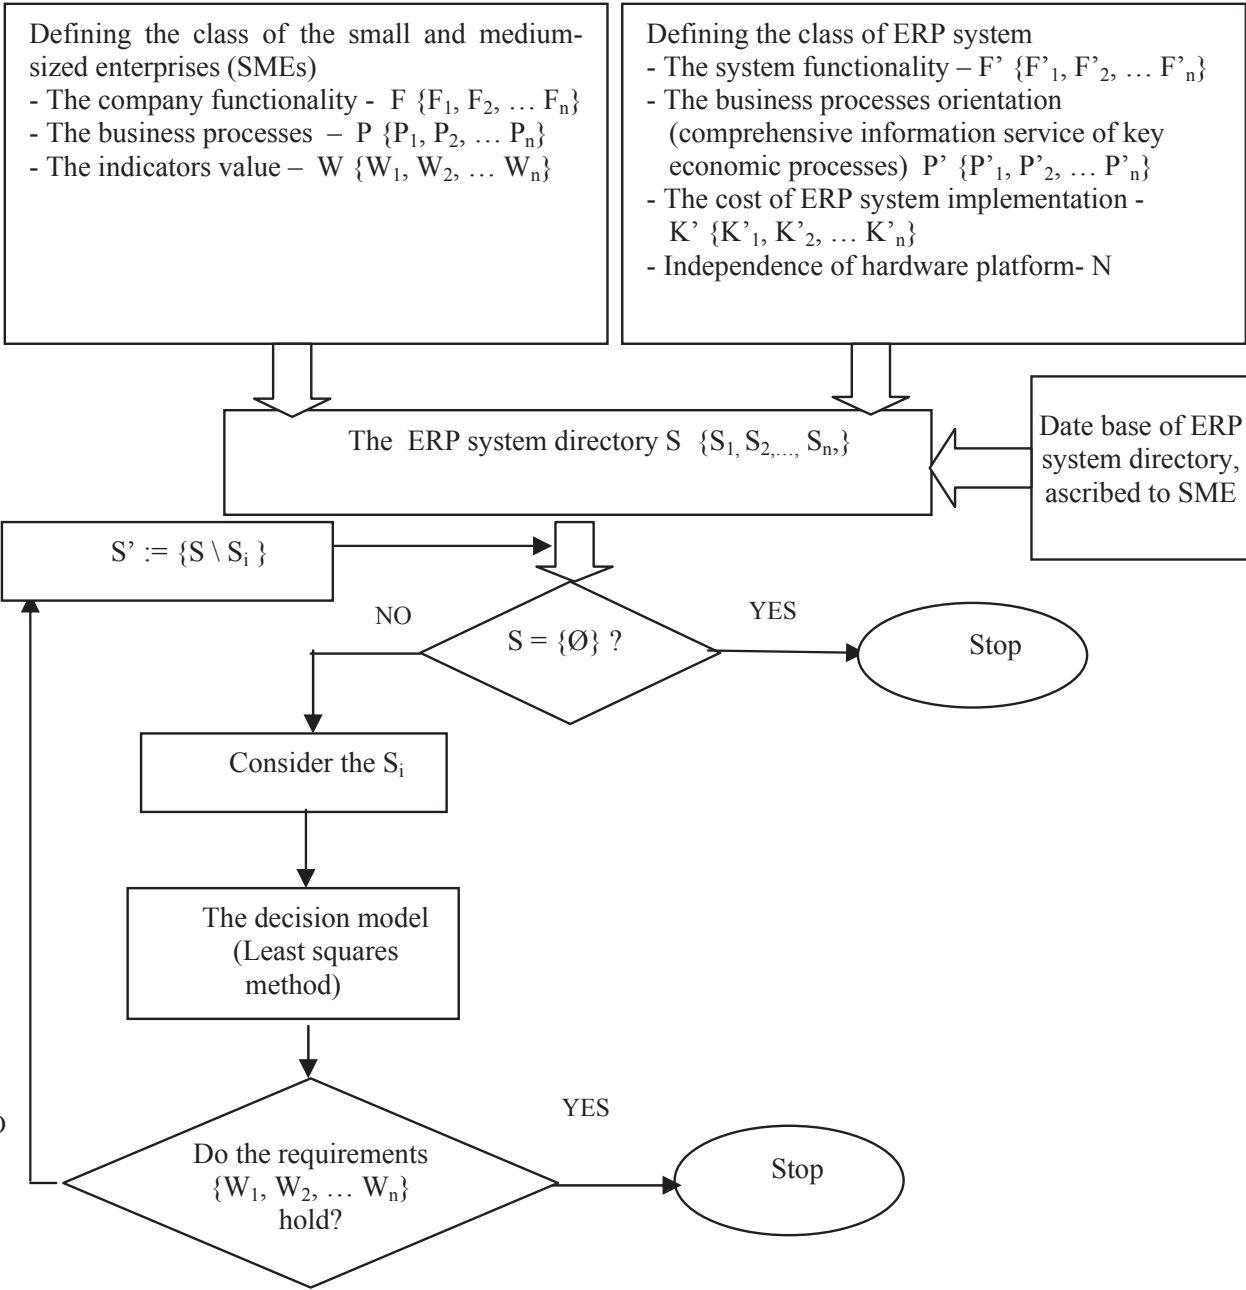 Defining the class of the small and medium-
sized enterprises (SMEs)
- The company functionality - F {F₁, F₂, … Fₙ}
- The business processes – P {P₁, P₂, … Pₙ}
- The indicators value – W {W₁, W₂, … Wₙ}
Defining the class of ERP system
- The system functionality – F’ {F’₁, F’₂, … F’ₙ}
- The business processes orientation
(comprehensive information service of key
economic processes) P’ {P’₁, P’₂, … P’ₙ}
- The cost of ERP system implementation -
K’ {K’₁, K’₂, … K’ₙ}
- Independence of hardware platform- N
The ERP system directory S {S₁, S₂,…, Sₙ,}
Date base of ERP
system directory,
ascribed to SME
S’ := {S \ Sᵢ }
NO
S = {Ø} ?
YES
Stop
Consider the Sᵢ
The decision model
(Least squares
method)
YES
Do the requirements
{W₁, W₂, … Wₙ}
hold?
Stop